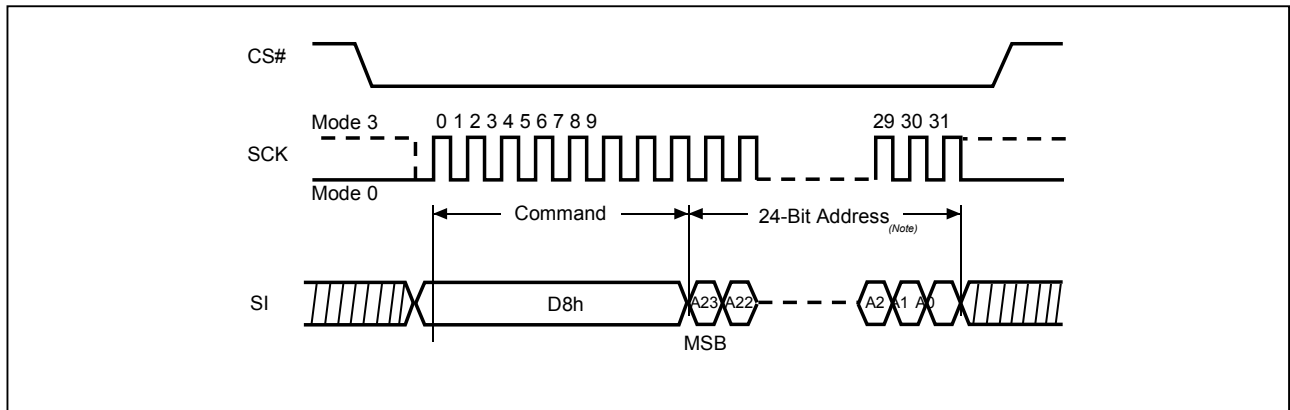 CS#
Mode 3
0 1 2 3 4 5 6 7 8 9
29 30 31
SCK
Mode 0
Command
24-Bit Address (Note)
SI
D8h
A23 A22
A2 A1 A0
MSB